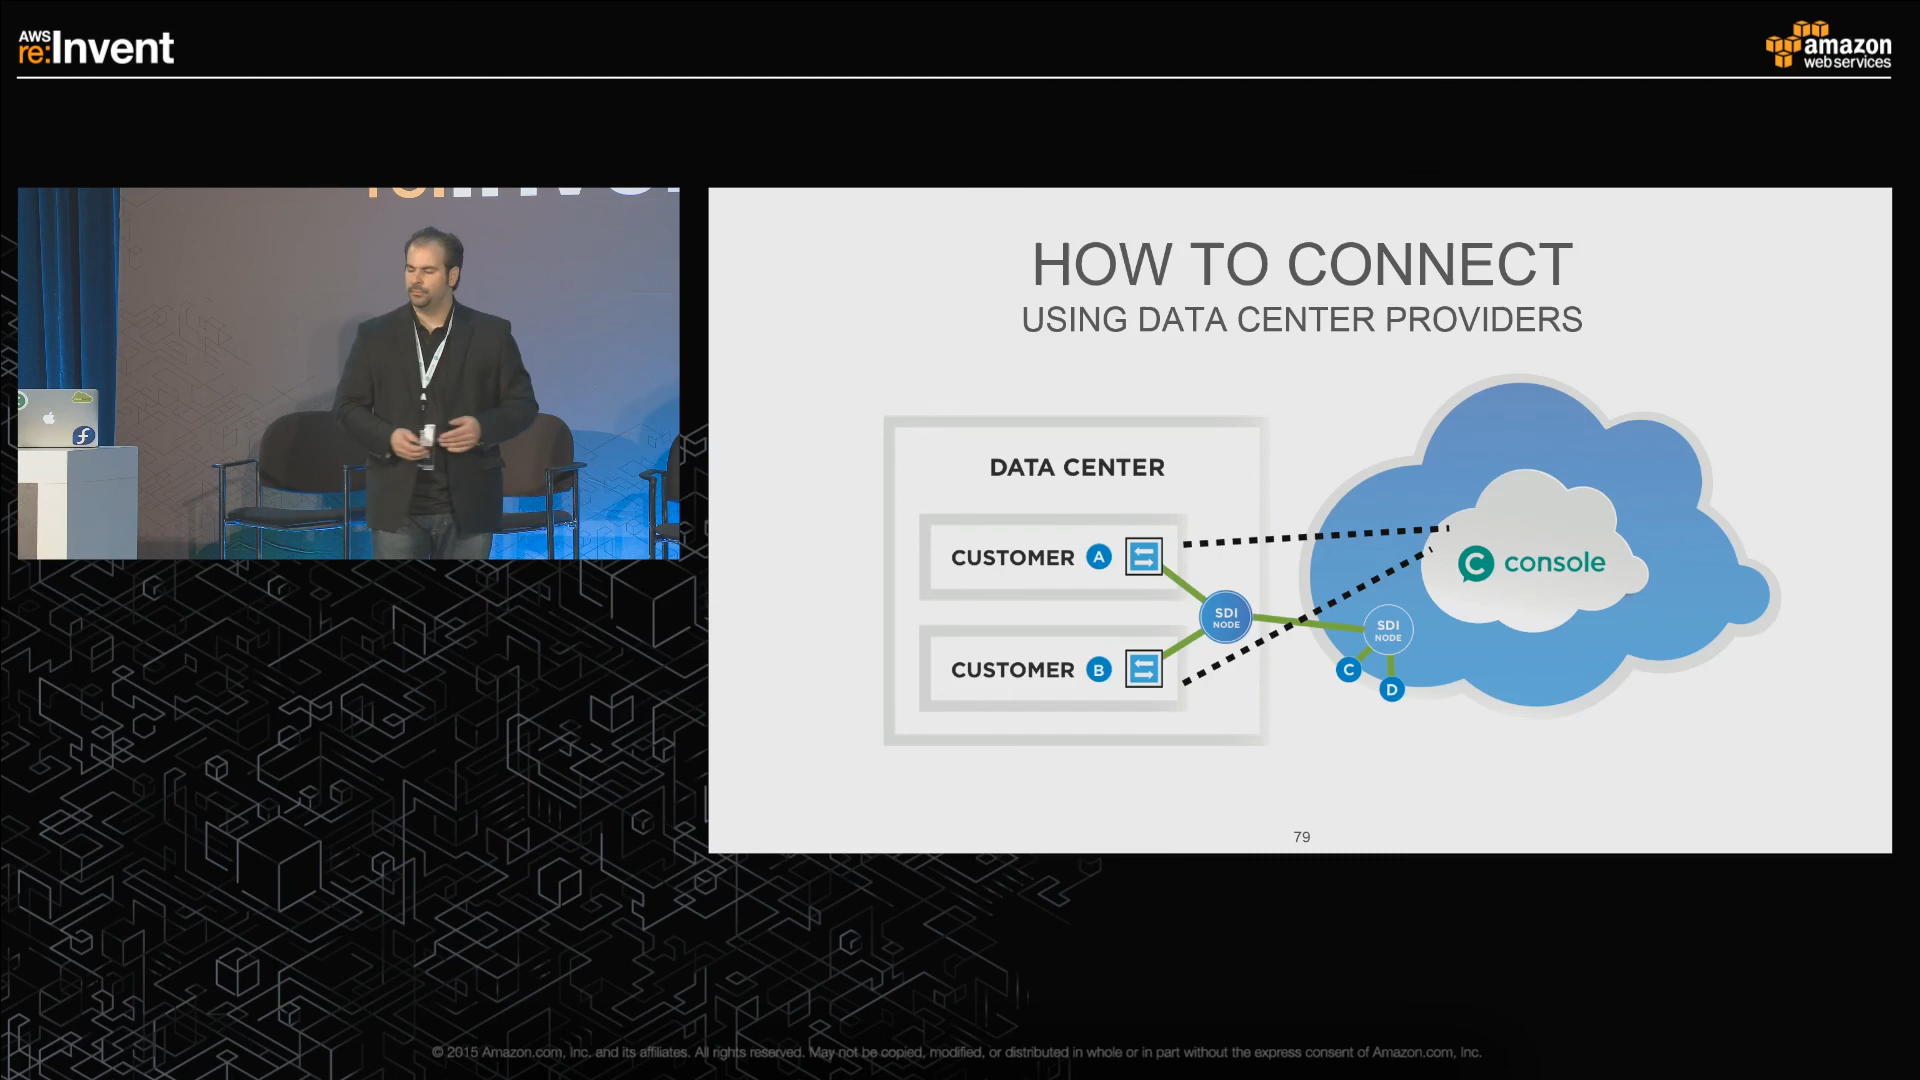 AWS
re:Invent
amazon
web services
HOW TO CONNECT
USING DATA CENTER PROVIDERS
DATA CENTER
CUSTOMER A
CUSTOMER B
SDI
NODE
SDI
NODE
C
D
C console
79
© 2015 Amazon.com, Inc. and its affiliates. All rights reserved. May not be copied, modified, or distributed in whole or in part without the express consent of Amazon.com, Inc.